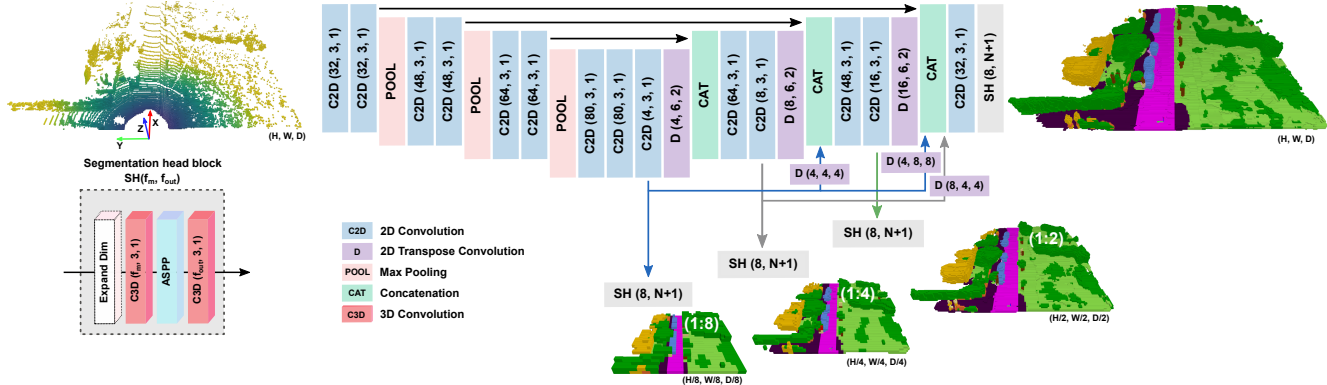 Z
X
Y
(H, W, D)
Segmentation head block
SH(fm, fout)
Expand Dim
C3D (fm, 3, 1)
ASPP
C3D (fout, 3, 1)
C2D (32, 3, 1)
C2D (32, 3, 1)
POOL
C2D (48, 3, 1)
C2D (48, 3, 1)
POOL
C2D (64, 3, 1)
C2D (64, 3, 1)
POOL
C2D (80, 3, 1)
C2D (80, 3, 1)
C2D (4, 3, 1)
D (4, 6, 2)
CAT
C2D (64, 3, 1)
C2D (8, 3, 1)
D (8, 6, 2)
CAT
C2D (48, 3, 1)
C2D (16, 3, 1)
D (16, 6, 2)
CAT
C2D (32, 3, 1)
SH (8, N+1)
(H, W, D)
D (4, 4, 4)
D (4, 8, 8)
D (8, 4, 4)
C2D 2D Convolution
D 2D Transpose Convolution
POOL Max Pooling
CAT Concatenation
C3D 3D Convolution
SH (8, N+1)
SH (8, N+1)
SH (8, N+1)
(1:2)
(H/2, W/2, D/2)
(1:4)
(H/4, W/4, D/4)
(1:8)
(H/8, W/8, D/8)